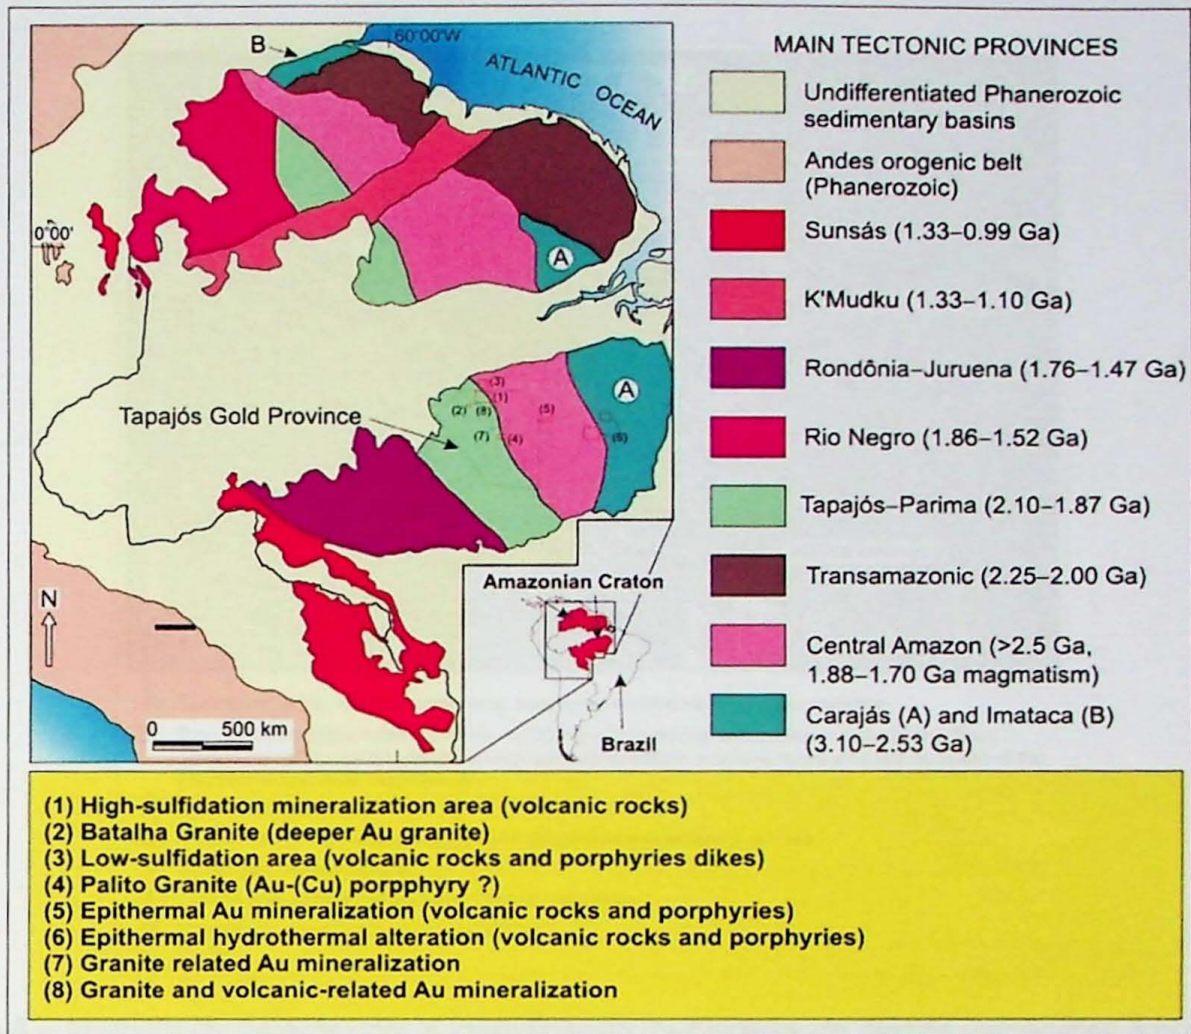 B
60°00'W
ATLANTIC OCEAN
0°00'
A
A
Tapajós Gold Province
(3)
(1)
(2)
(8)
(5)
(7)
(4)
(6)
N
0 500 km
Amazonian Craton
Brazil
MAIN TECTONIC PROVINCES
Undifferentiated Phanerozoic
sedimentary basins
Andes orogenic belt
(Phanerozoic)
Sunsás (1.33–0.99 Ga)
K'Mudku (1.33–1.10 Ga)
Rondônia–Juruena (1.76–1.47 Ga)
Rio Negro (1.86–1.52 Ga)
Tapajós–Parima (2.10–1.87 Ga)
Transamazonic (2.25–2.00 Ga)
Central Amazon (>2.5 Ga,
1.88–1.70 Ga magmatism)
Carajás (A) and Imataca (B)
(3.10–2.53 Ga)
(1) High-sulfidation mineralization area (volcanic rocks)
(2) Batalha Granite (deeper Au granite)
(3) Low-sulfidation area (volcanic rocks and porphyries dikes)
(4) Palito Granite (Au-(Cu) porpphyry ?)
(5) Epithermal Au mineralization (volcanic rocks and porphyries)
(6) Epithermal hydrothermal alteration (volcanic rocks and porphyries)
(7) Granite related Au mineralization
(8) Granite and volcanic-related Au mineralization